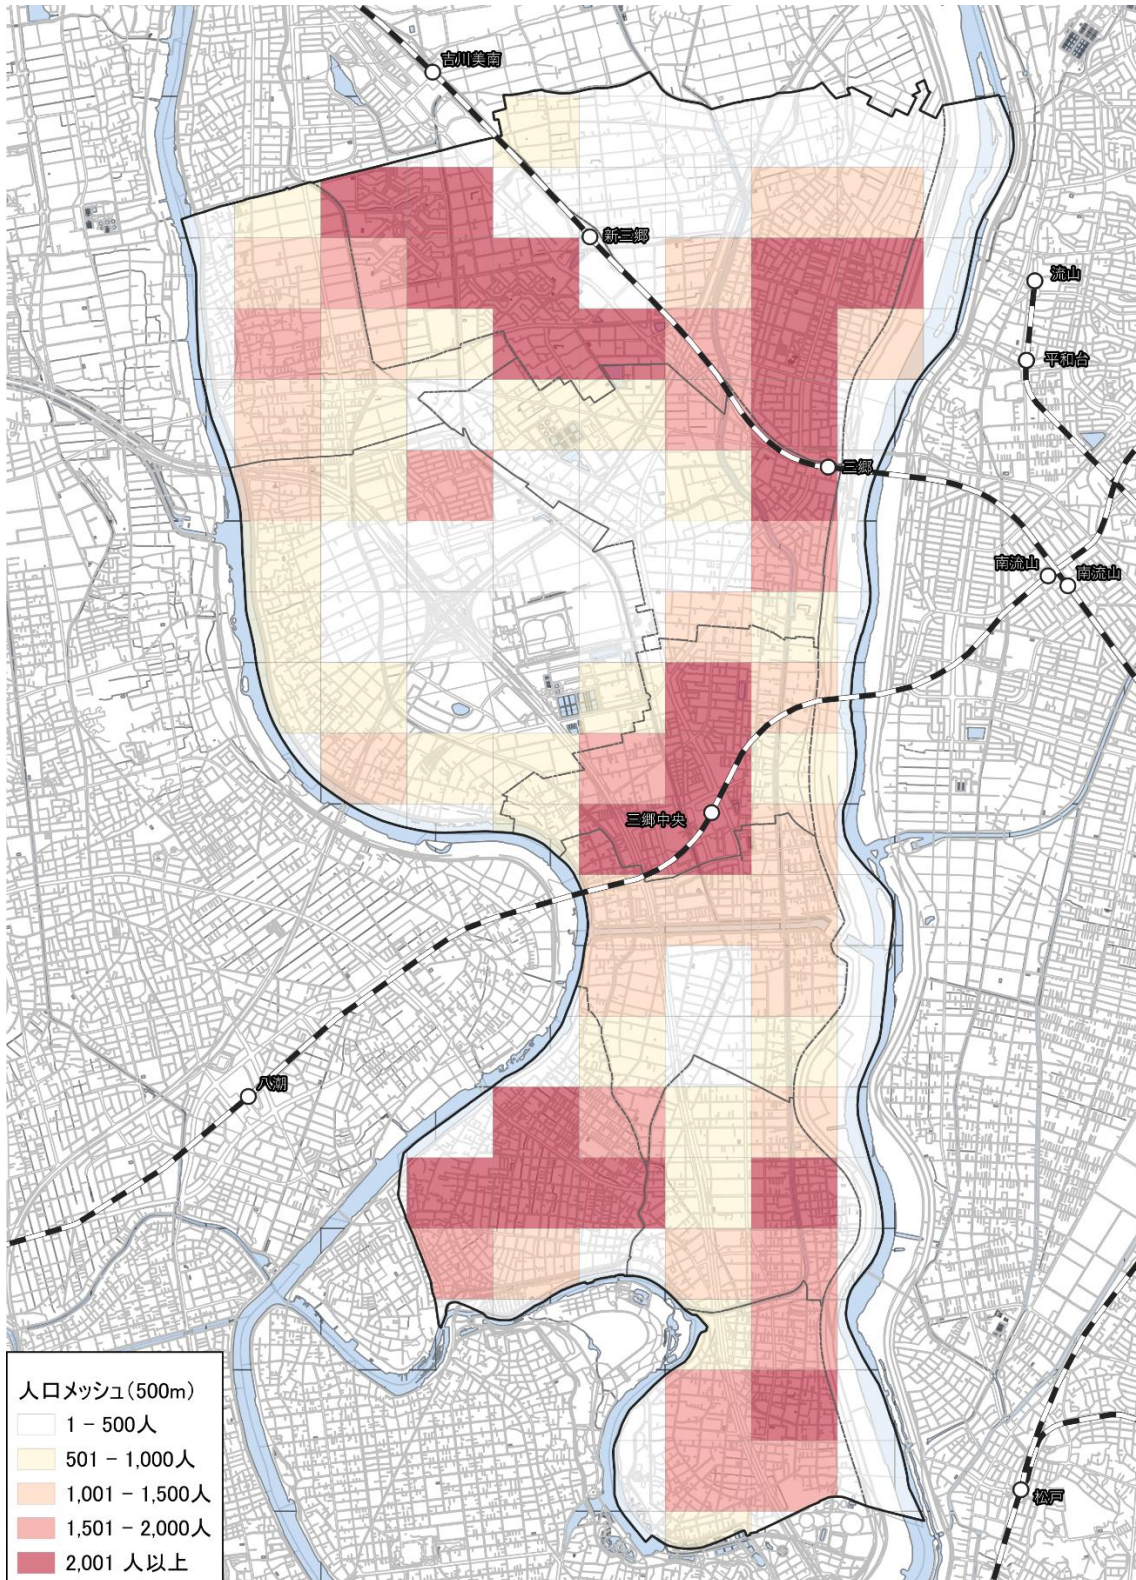 吉川美南
新三郷
流山
平和台
三郷
南流山
南流山
三郷中央
八潮
人口メッシュ(500m)
1 - 500人
501 - 1,000人
1,001 - 1,500人
1,501 - 2,000人
2,001 人以上
松戸